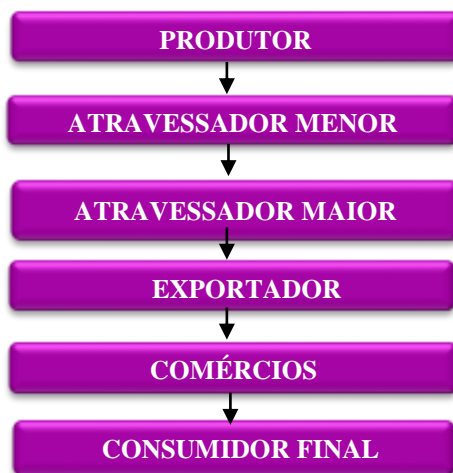 PRODUTOR
ATRAVESSADOR MENOR
ATRAVESSADOR MAIOR
EXPORTADOR
COMÉRCIOS
CONSUMIDOR FINAL